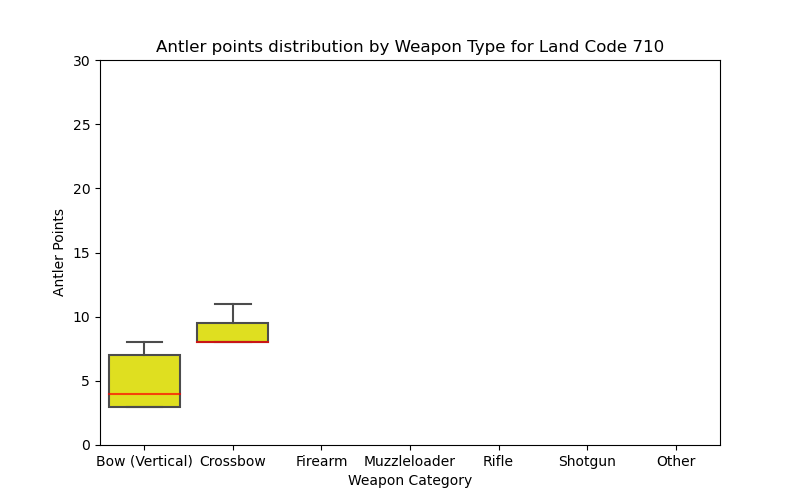 Antler points distribution by Weapon Type for Land Code 710
30
25
20
15
10
5
0
Antler Points
Bow (Vertical) Crossbow Firearm Muzzleloader Rifle Shotgun Other
Weapon Category